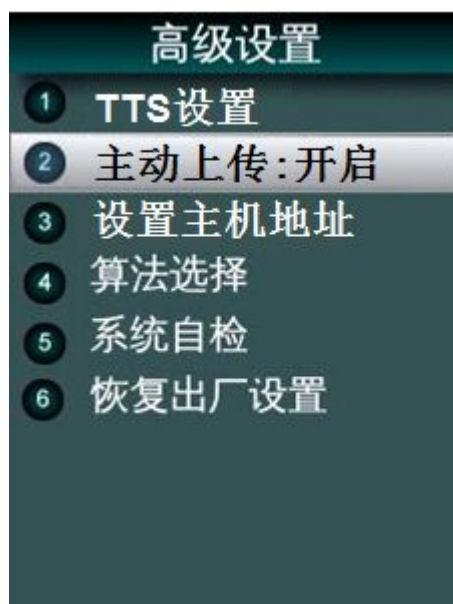 高级设置
1 TTS设置
2 主动上传:开启
3 设置主机地址
4 算法选择
5 系统自检
6 恢复出厂设置